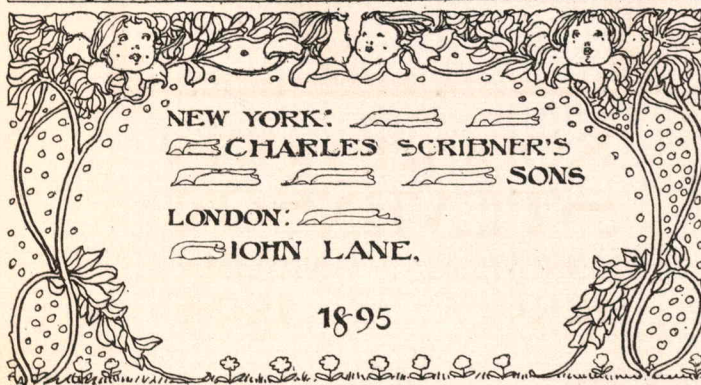 NEW YORK:
CHARLES SCRIBNER'S
SONS
LONDON:
IOHN LANE.
1895